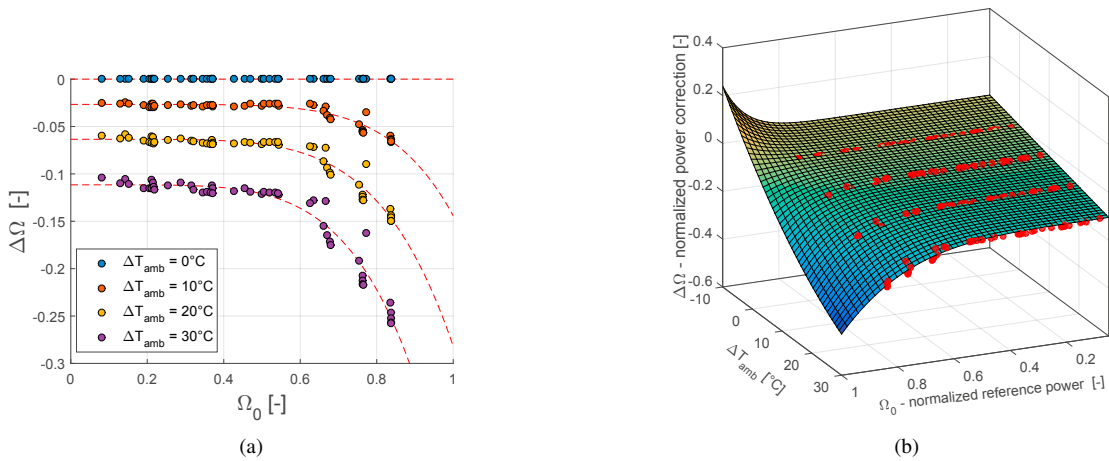 0
-0.05
-0.1
-0.15
-0.2
-0.25
-0.3
ΔΩ [-]
ΔT_amb = 0°C
ΔT_amb = 10°C
ΔT_amb = 20°C
ΔT_amb = 30°C
0 0.2 0.4 0.6 0.8 1
Ω_0 [-]
(a)
0.4
0.2
0
-0.2
-0.4
-0.6
ΔΩ - normalized power correction [-]
-10
0
10
20
30
ΔT_amb [°C]
1 0.8 0.6 0.4 0.2
Ω_0 - normalized reference power [-]
(b)